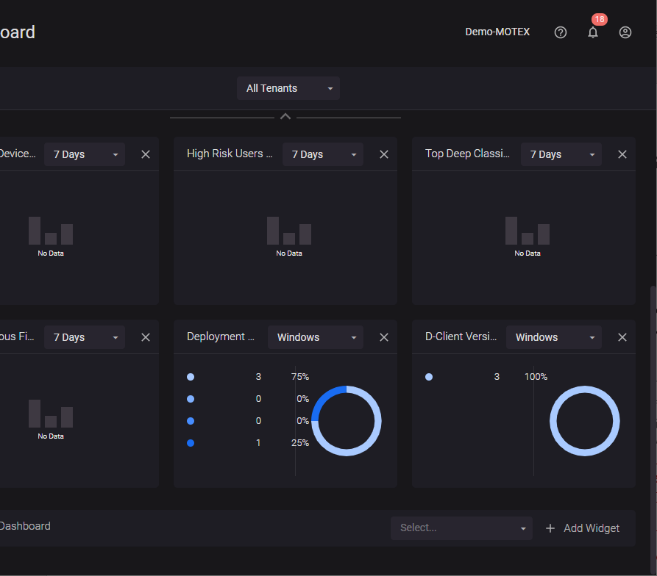 oard
Demo-MOTEX
18
All Tenants
Device...
7 Days
High Risk Users ...
7 Days
Top Deep Classi...
7 Days
No Data
No Data
No Data
ous Fi...
7 Days
Deployment ...
Windows
D-Client Versi...
Windows
3 75%
0 0%
0 0%
1 25%
3 100%
No Data
Dashboard
Select...
Add Widget